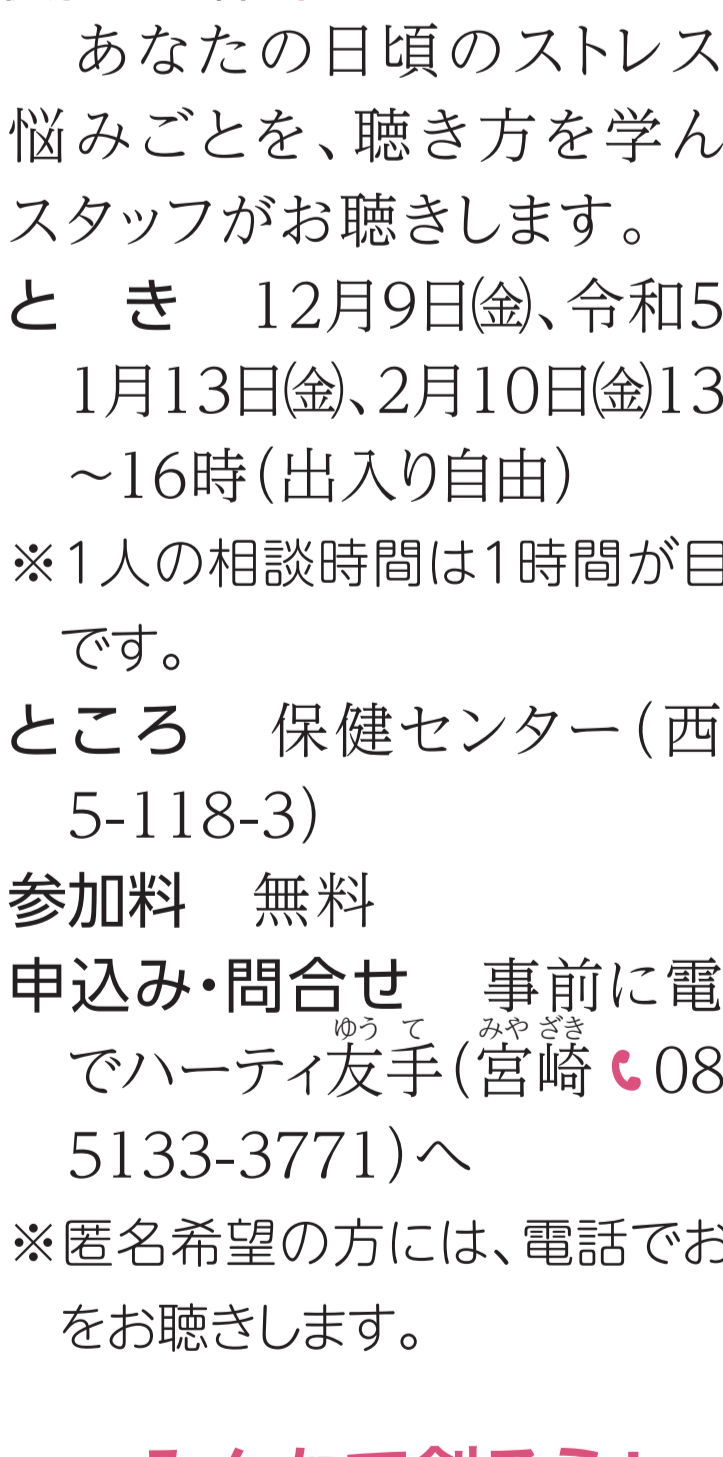 あなたの日頃のストレス
悩みごとを、聴き方を学ん
スタッフがお聴きします。
と　き　12月9日㈮、令和5
1月13日㈮、2月10日㈮13
～16時（出入り自由）
※1人の相談時間は1時間が目
です。
ところ　保健センター（西
5-118-3）
参加料　無料
申込み・問合せ　事前に電
でハーティ友手（宮崎 08
5133-3771）へ
※匿名希望の方には、電話でお
をお聴きします。